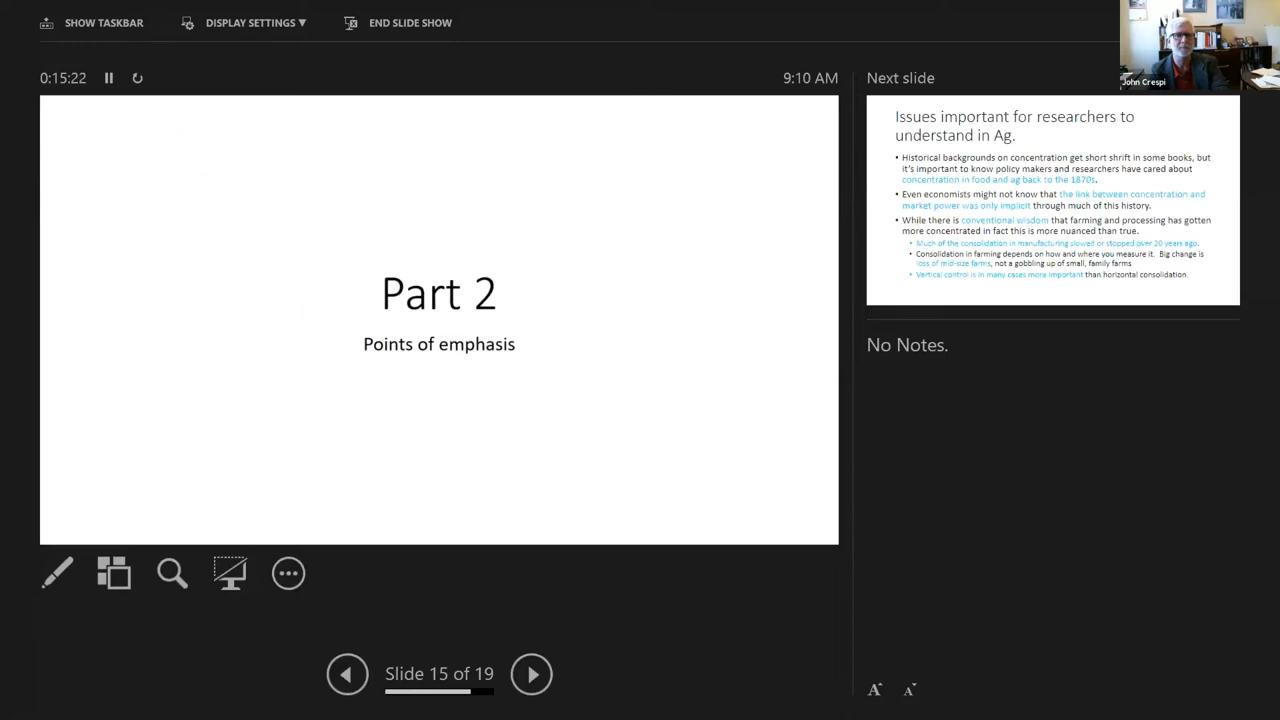 SHOW TASKBAR
DISPLAY SETTINGS ▼
END SLIDE SHOW
0:15:22
9:10 AM
Part 2
Points of emphasis
Slide 15 of 19
John Crespi
Next slide
Issues important for researchers to
understand in Ag.
• Historical backgrounds on concentration get short shrift in some books, but
it's important to know policy makers and researchers have cared about
concentration in food and ag back to the 1870s.
• Even economists might not know that the link between concentration and
market power was only implicit through much of this history.
• While there is conventional wisdom that farming and processing has gotten
more concentrated in fact this is more nuanced than true.
• Much of the consolidation in manufacturing slowed or stopped over 20 years ago.
• Consolidation in farming depends on how and where you measure it. Big change is
loss of mid-size farms, not a gobbling up of small, family farms
• Vertical control is in many cases more important than horizontal consolidation.
No Notes.
A A